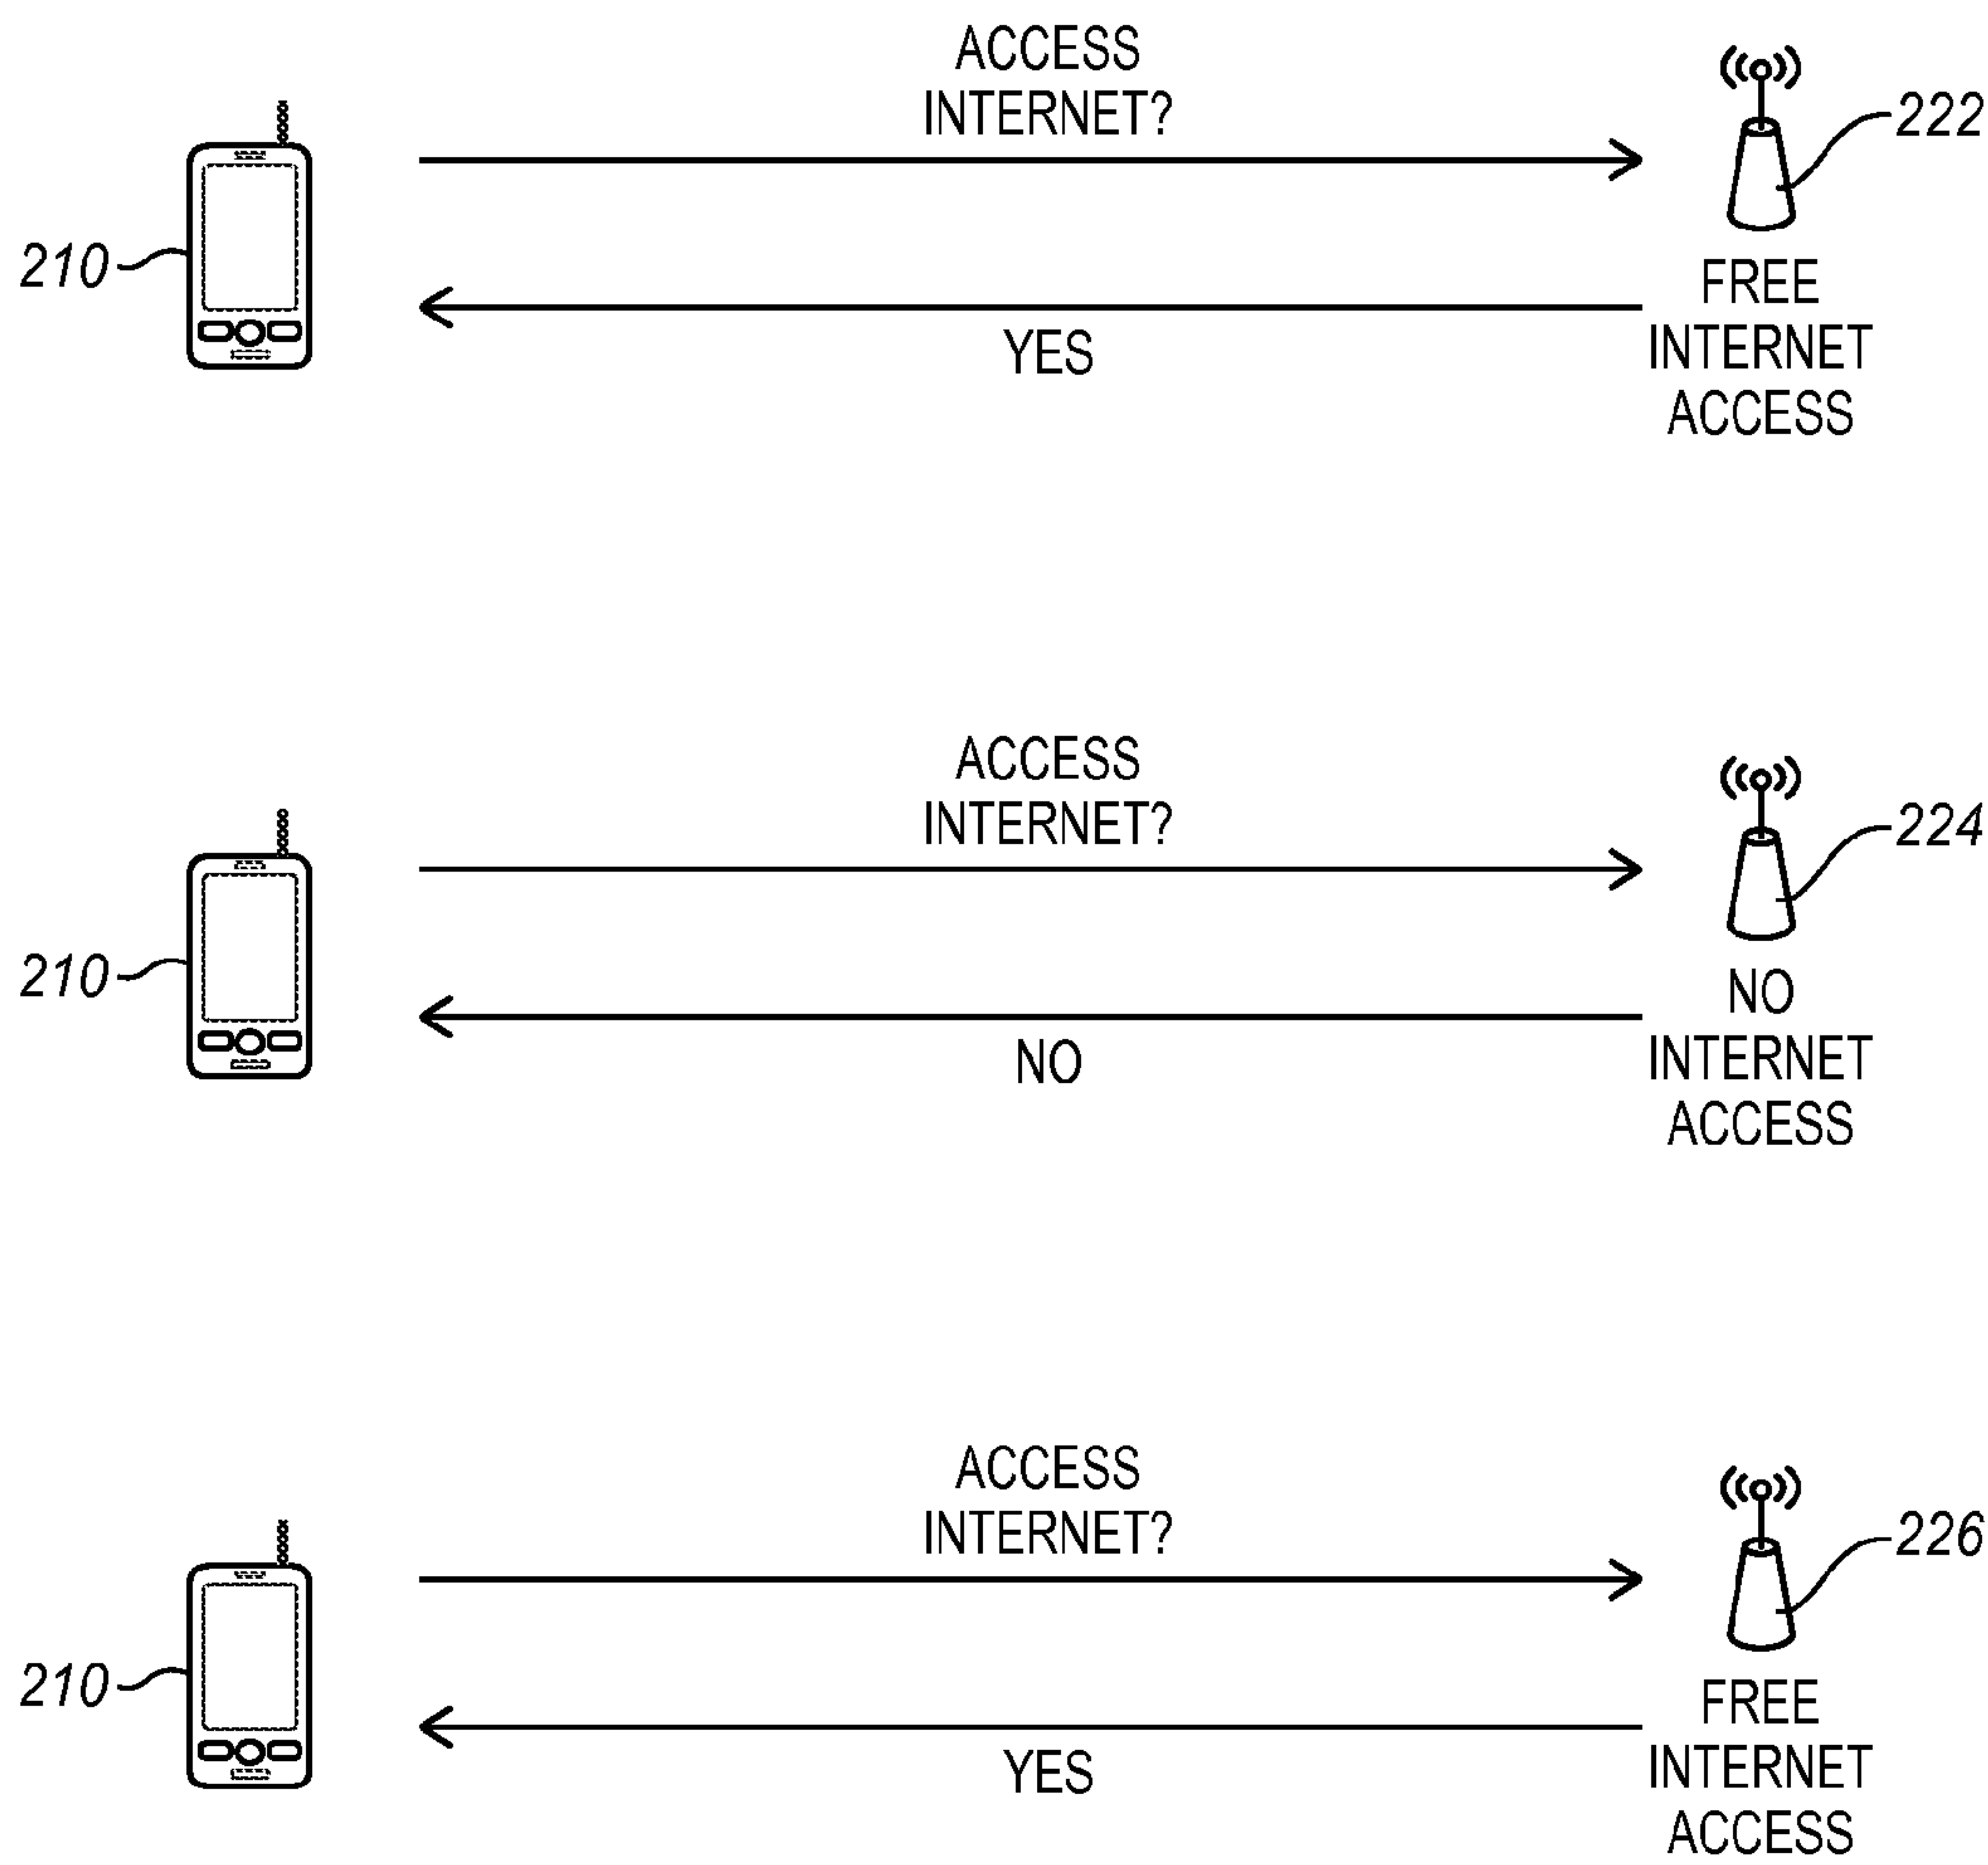 ACCESS
INTERNET?
222
210
FREE
INTERNET
ACCESS
YES
ACCESS
INTERNET?
224
210
NO
INTERNET
ACCESS
NO
ACCESS
INTERNET?
226
210
FREE
INTERNET
ACCESS
YES